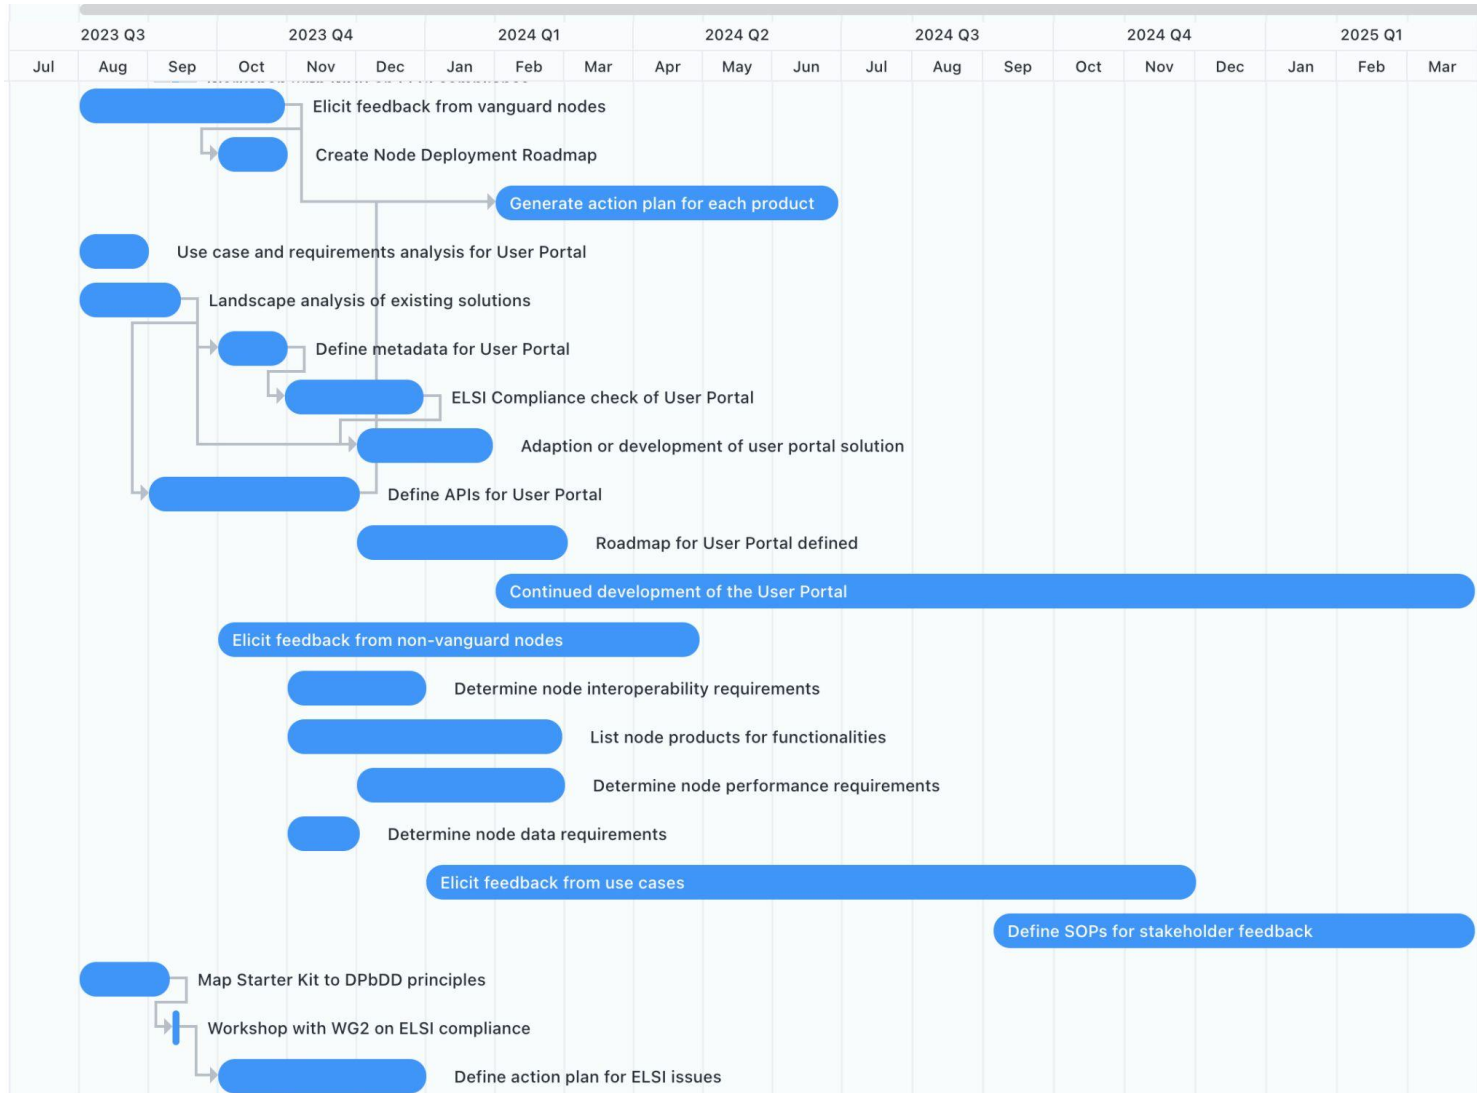 2023 Q3 2023 Q4 2024 Q1 2024 Q2 2024 Q3 2024 Q4 2025 Q1
Jul Aug Sep Oct Nov Dec Jan Feb Mar Apr May Jun Jul Aug Sep Oct Nov Dec Jan Feb Mar
Elicit feedback from vanguard nodes
Create Node Deployment Roadmap
Generate action plan for each product
Use case and requirements analysis for User Portal
Landscape analysis of existing solutions
Define metadata for User Portal
ELSI Compliance check of User Portal
Adaption or development of user portal solution
Define APIs for User Portal
Roadmap for User Portal defined
Continued development of the User Portal
Elicit feedback from non-vanguard nodes
Determine node interoperability requirements
List node products for functionalities
Determine node performance requirements
Determine node data requirements
Elicit feedback from use cases
Define SOPs for stakeholder feedback
Map Starter Kit to DPbDD principles
Workshop with WG2 on ELSI compliance
Define action plan for ELSI issues